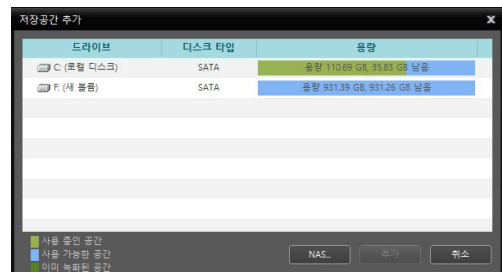 저장공간 추가 x
드라이브 디스크 타입 용량
C: (로컬 디스크) SATA 용량 110.69 GB, 35.83 GB 남음
F: (새 볼륨) SATA 용량 931.39 GB, 931.26 GB 남음
사용 중인 공간
사용 가능한 공간
이미 녹화된 공간
NAS... 추가 취소